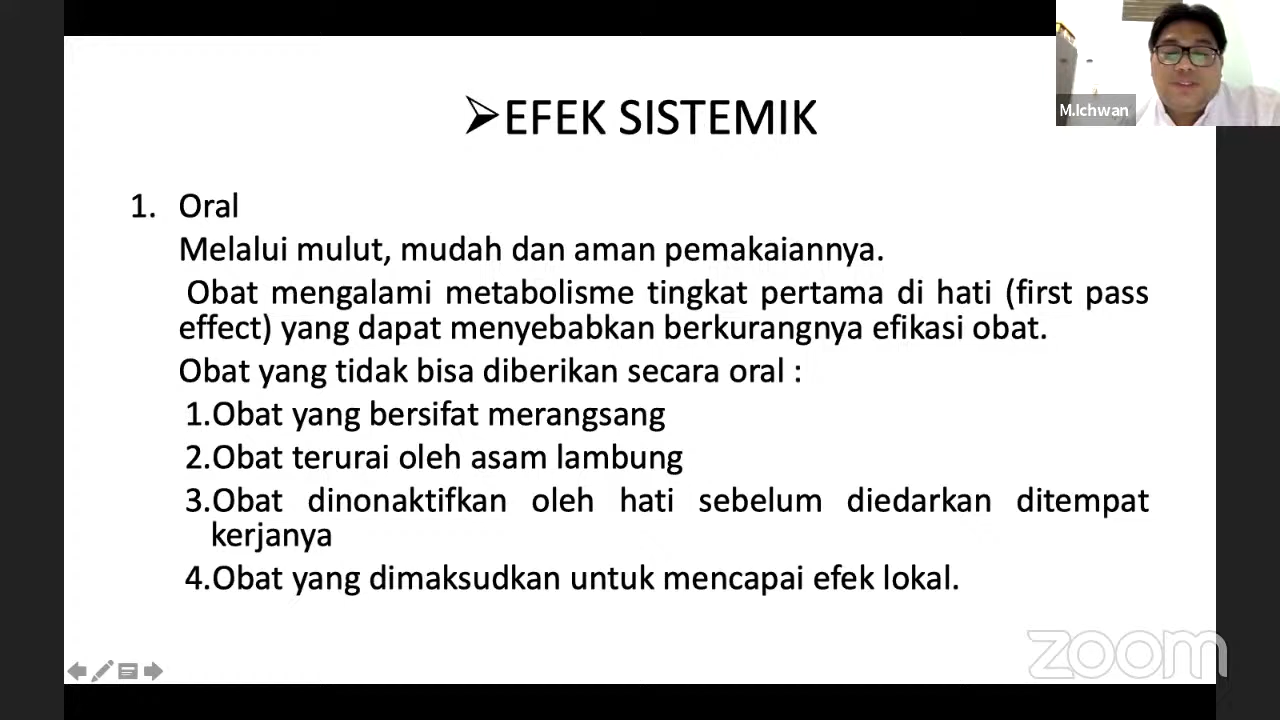 M.Ichwan
➢EFEK SISTEMIK
1. Oral
Melalui mulut, mudah dan aman pemakaiannya.
Obat mengalami metabolisme tingkat pertama di hati (first pass
effect) yang dapat menyebabkan berkurangnya efikasi obat.
Obat yang tidak bisa diberikan secara oral :
1.Obat yang bersifat merangsang
2.Obat terurai oleh asam lambung
3.Obat dinonaktifkan oleh hati sebelum diedarkan ditempat
kerjanya
4.Obat yang dimaksudkan untuk mencapai efek lokal.
zoom